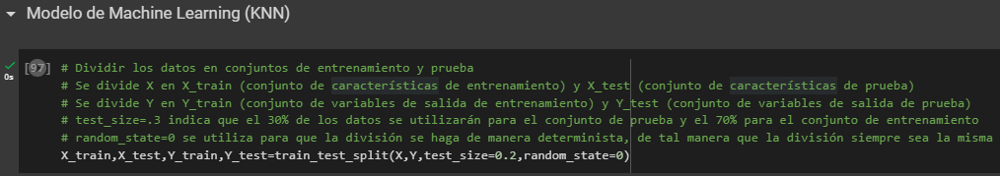 Modelo de Machine Learning (KNN)
[97] # Dividir los datos en conjuntos de entrenamiento y prueba
0s # Se divide X en X_train (conjunto de características de entrenamiento) y X_test (conjunto de características de prueba)
# Se divide Y en Y_train (conjunto de variables de salida de entrenamiento) y Y_test (conjunto de variables de salida de prueba)
# test_size=.3 indica que el 30% de los datos se utilizarán para el conjunto de prueba y el 70% para el conjunto de entrenamiento
# random_state=0 se utiliza para que la división se haga de manera determinista, de tal manera que la división siempre sea la misma
X_train,X_test,Y_train,Y_test=train_test_split(X,Y,test_size=0.2,random_state=0)